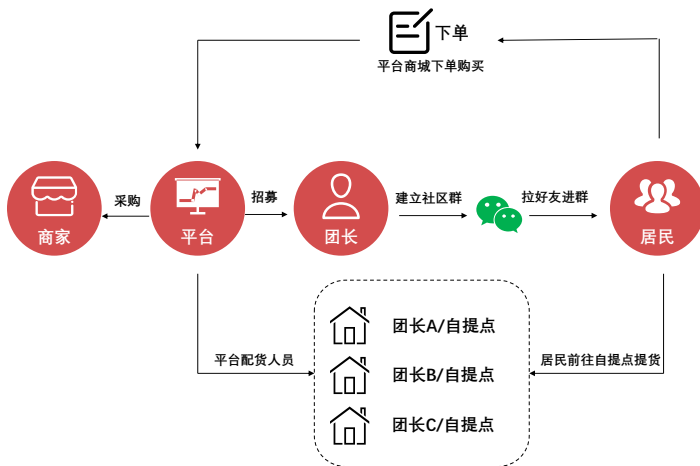 下单
平台商城下单购买
采购
招募
建立社区群
拉好友进群
商家
平台
团长
居民
团长A/自提点
平台配货人员
团长B/自提点
居民前往自提点提货
团长C/自提点